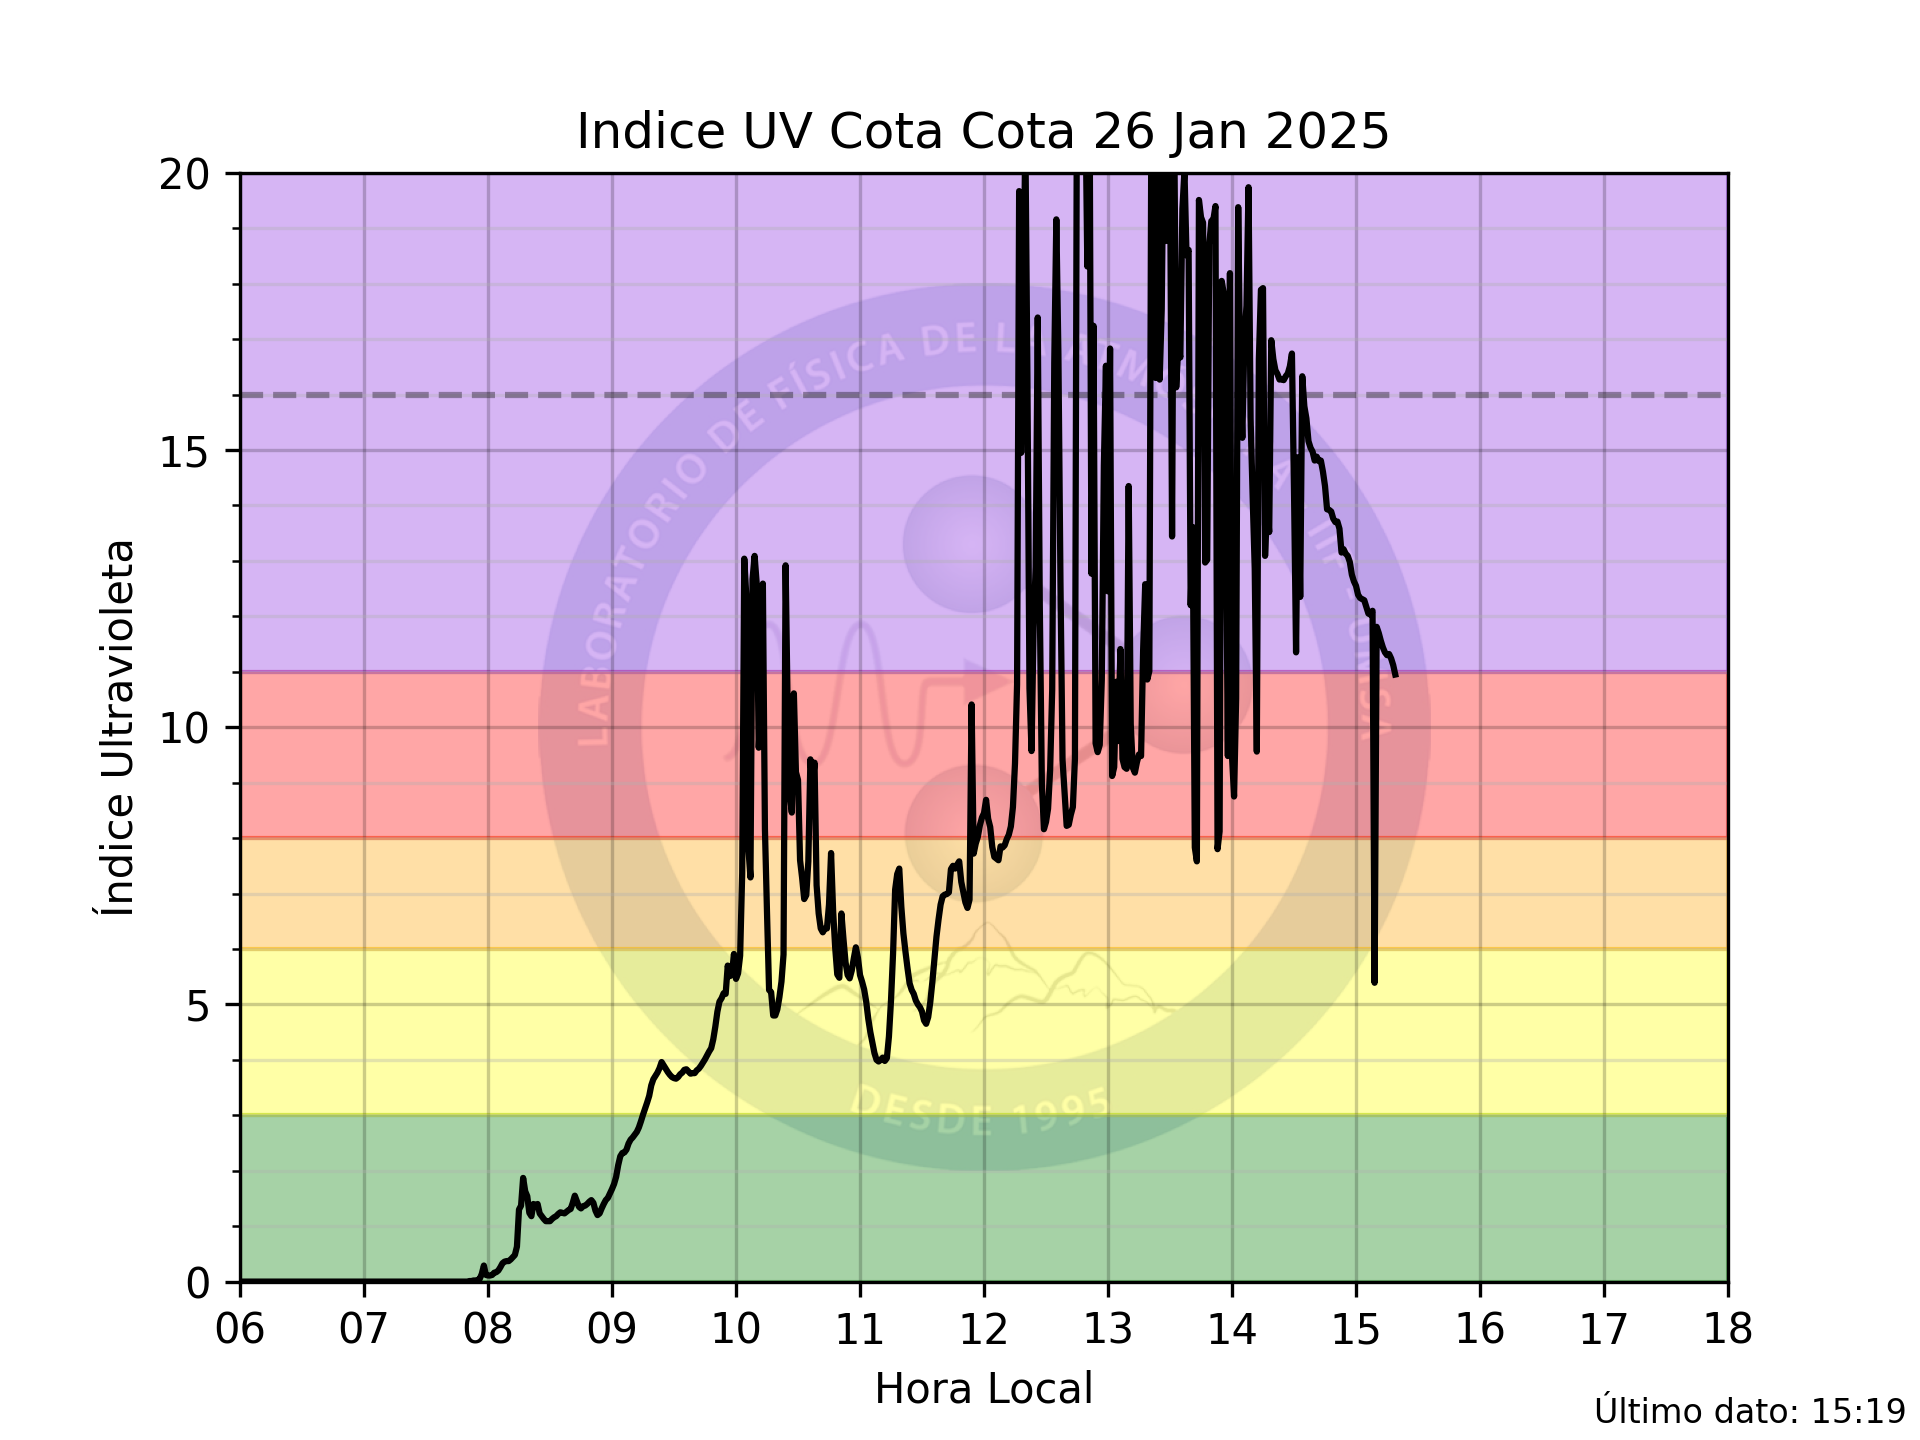 Indice UV Cota Cota 26 Jan 2025
20
15
10
5
0
Índice Ultravioleta
LABORATORIO DE FÍSICA DE LA ATM
DESDE 1995
06 07 08 09 10 11 12 13 14 15 16 17 18
Hora Local
Último dato: 15:19